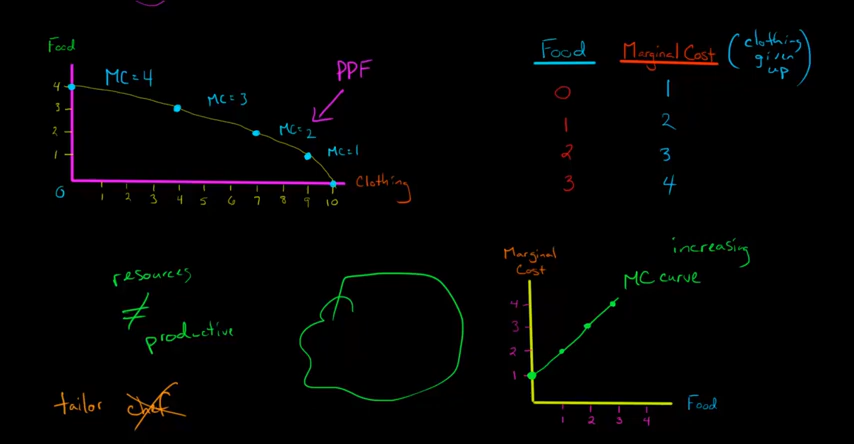 Food
MC = 4
MC = 3
MC = 2
MC = 1
PPF
4
3
2
1
0
1 2 3 4 5 6 7 8 9 10
Clothing
Food Marginal Cost (clothing given up)
0 1
1 2
2 3
3 4
resources
≠
productive
tailor chef
Marginal
Cost
increasing
MC curve
4
3
2
1
1 2 3 4
Food